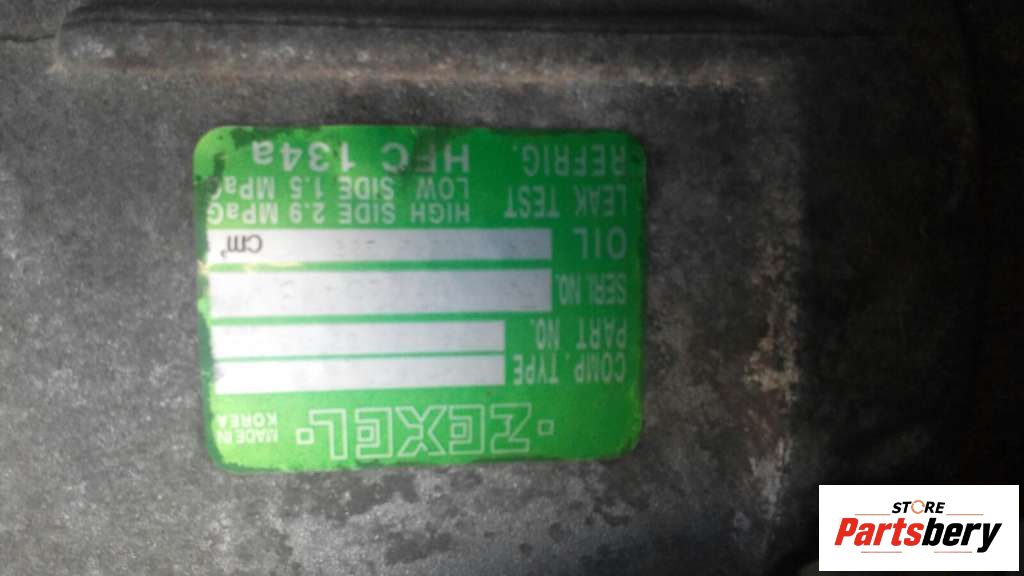 ·ZEXEL· MADE IN KOREA
COMP. TYPE
PART NO.
SERI. NO.
OIL cm³
LEAK TEST HIGH SIDE 2.9 MPaG
LOW SIDE 1.5 MPaG
REFRIG. HFC 134a
STORE
Partsbery